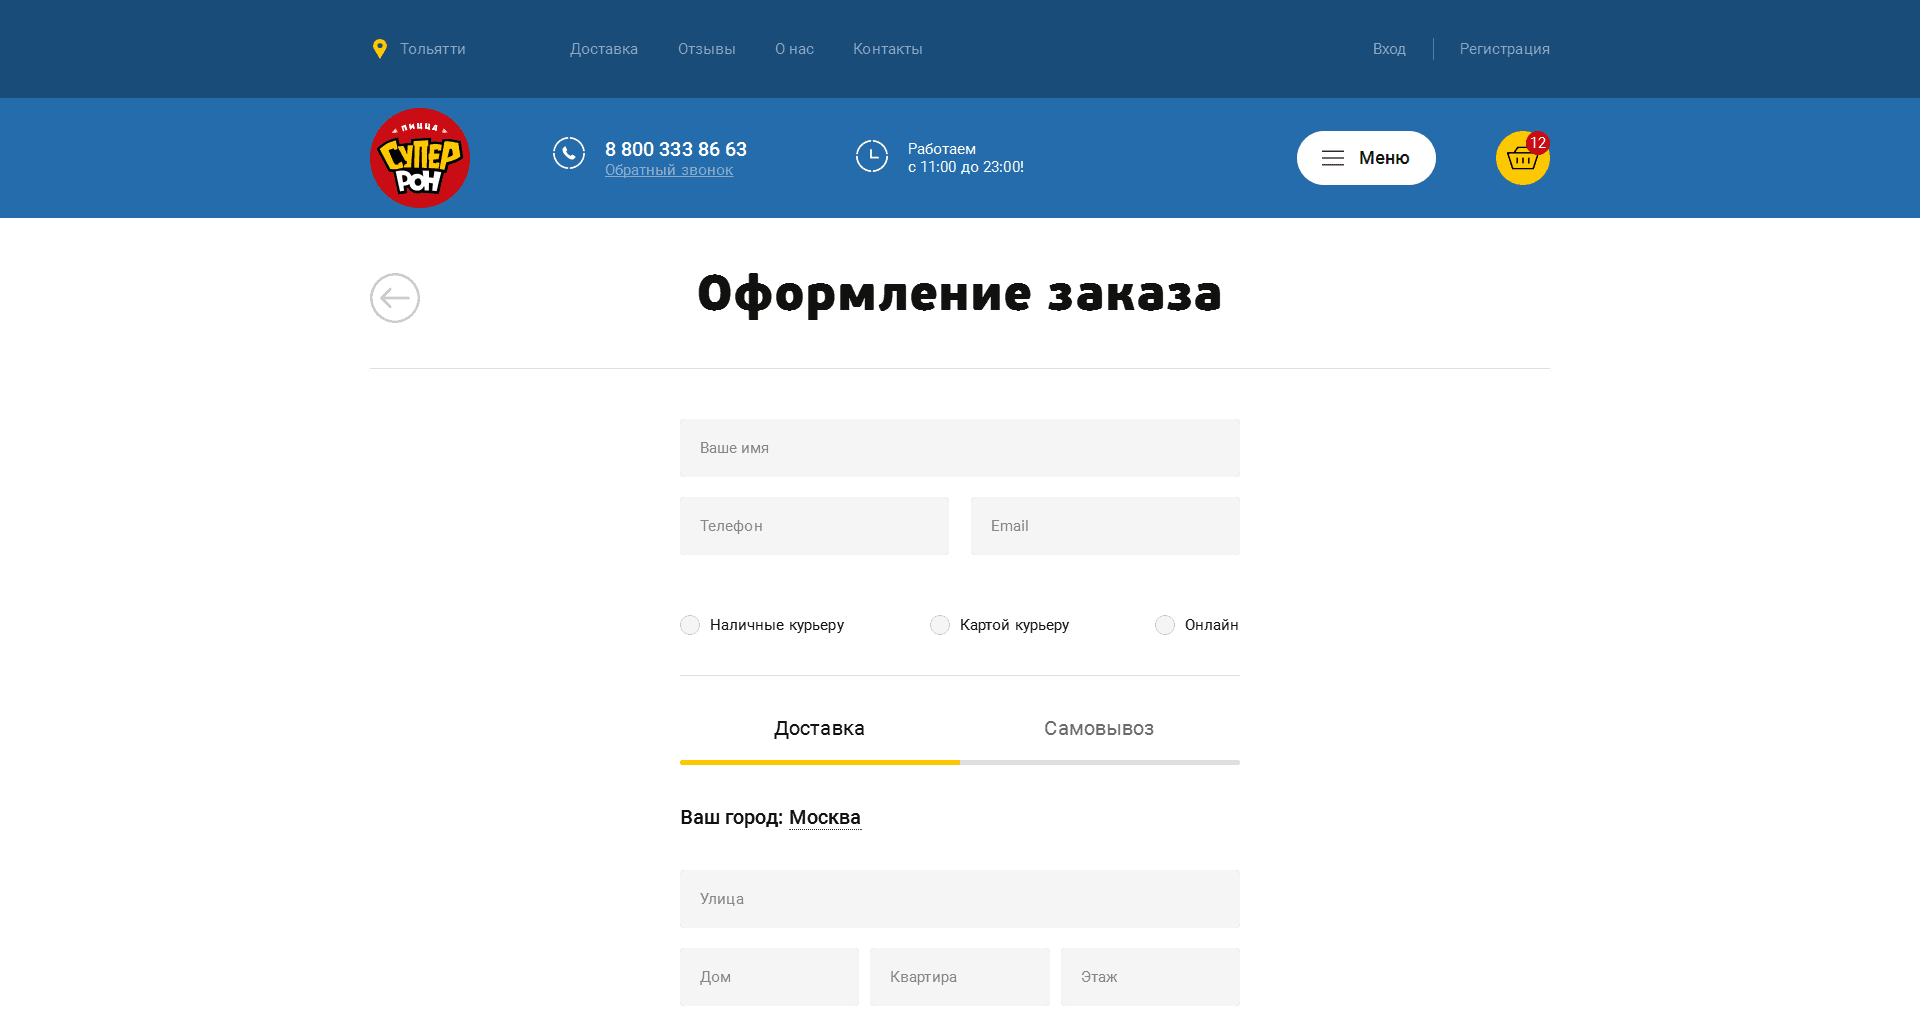 Тольятти
Доставка
Отзывы
О нас
Контакты
Вход
Регистрация
ПИЦЦА
СУПЕР
РОН
8 800 333 86 63
Обратный звонок
Работаем
с 11:00 до 23:00!
Меню
12
Оформление заказа
Ваше имя
Телефон
Email
Наличные курьеру
Картой курьеру
Онлайн
Доставка
Самовывоз
Ваш город: Москва
Улица
Дом
Квартира
Этаж